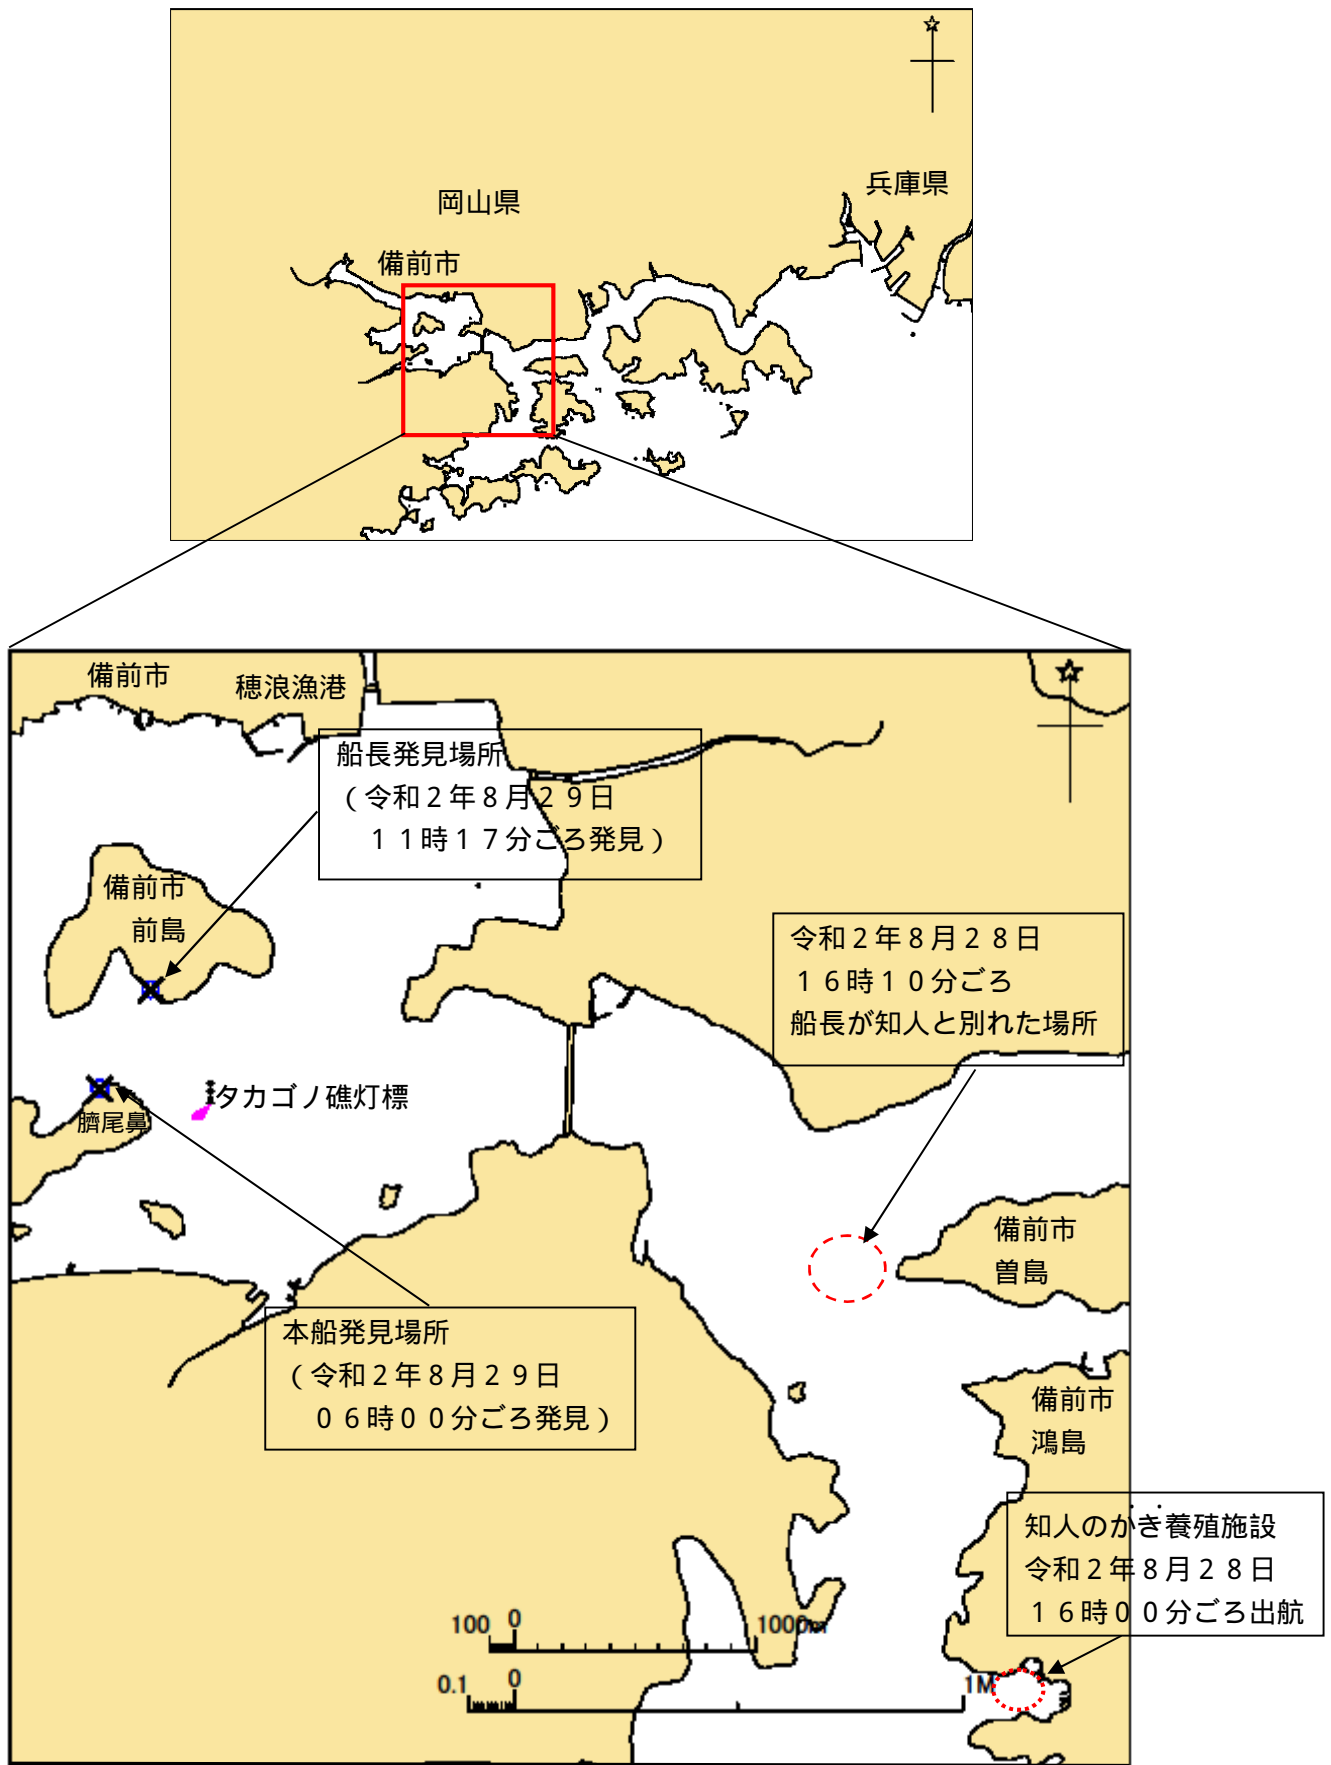 兵庫県
岡山県
備前市
備前市
穂浪漁港
船長発見場所
（令和２年８月２９日
１１時１７分ごろ発見）
備前市
前島
令和２年８月２８日
１６時１０分ごろ
船長が知人と別れた場所
タカゴノ礁灯標
臍尾鼻
備前市
曽島
本船発見場所
（令和２年８月２９日
０６時００分ごろ発見）
備前市
鴻島
知人のかき養殖施設
令和２年８月２８日
１６時００分ごろ出航
100 0 1000m
0.1 0 1M